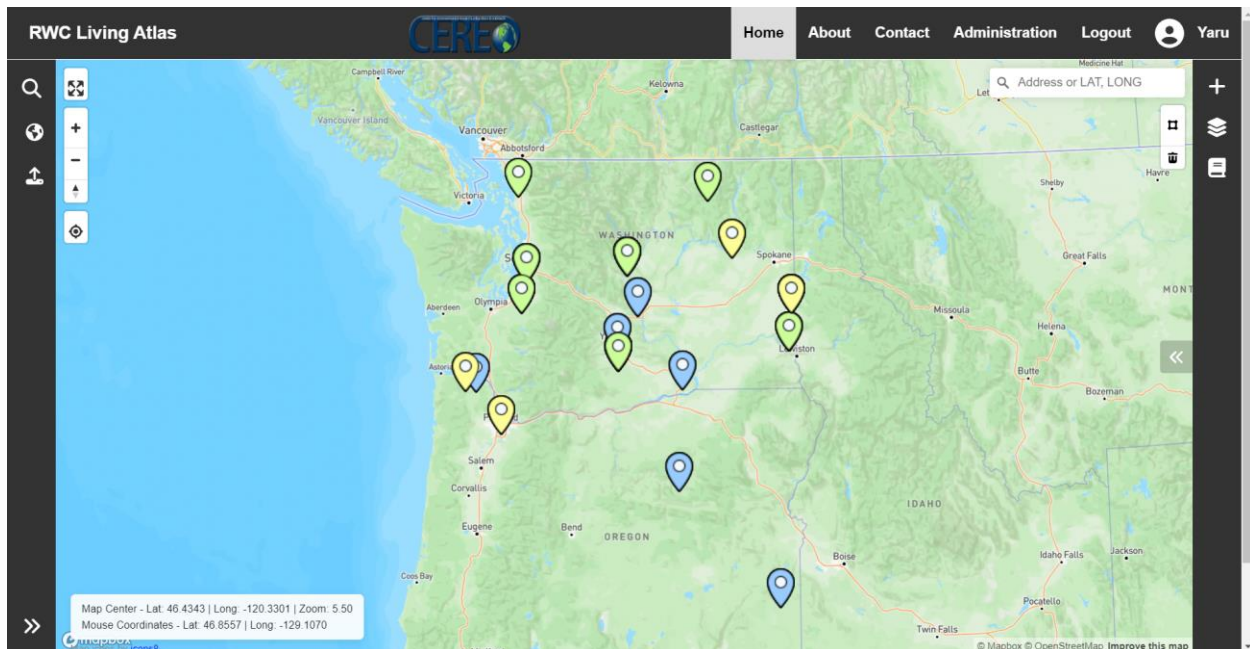 RWC Living Atlas
CEREO
Home
About
Contact
Administration
Logout
Yaru
Address or LAT, LONG
Medicine Hat
Campbell River
Kelowna
Vancouver Island
Vancouver
Castlegar
Abbotsford
Victoria
Shelby
Havre
WASHINGTON
Spokane
Great Falls
Aberdeen
Olympia
MONT
Missoula
Helena
Butte
Bozeman
Salem
Corvallis
IDAHO
Eugene
Bend
OREGON
Boise
Idaho Falls
Jackson
Coos Bay
Pocatello
Twin Falls
Map Center - Lat: 46.4343 | Long: -120.3301 | Zoom: 5.50
Mouse Coordinates - Lat: 46.8557 | Long: -129.1070
mapbox
© Mapbox © OpenStreetMap Improve this map